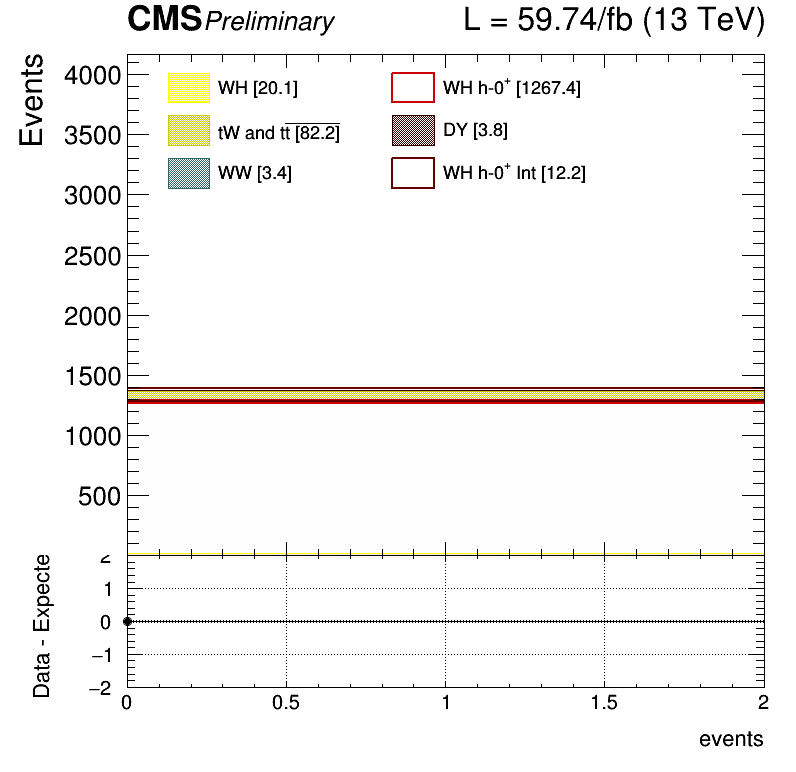 CMS Preliminary L = 59.74/fb (13 TeV)
Events
4000
3500
3000
2500
2000
1500
1000
500
WH [20.1]
WH h-0⁺ [1267.4]
tW and tt̅ [82.2]
DY [3.8]
WW [3.4]
WH h-0⁺ Int [12.2]
Data - Expecte
2
1
0
−1
−2
0 0.5 1 1.5 2
events